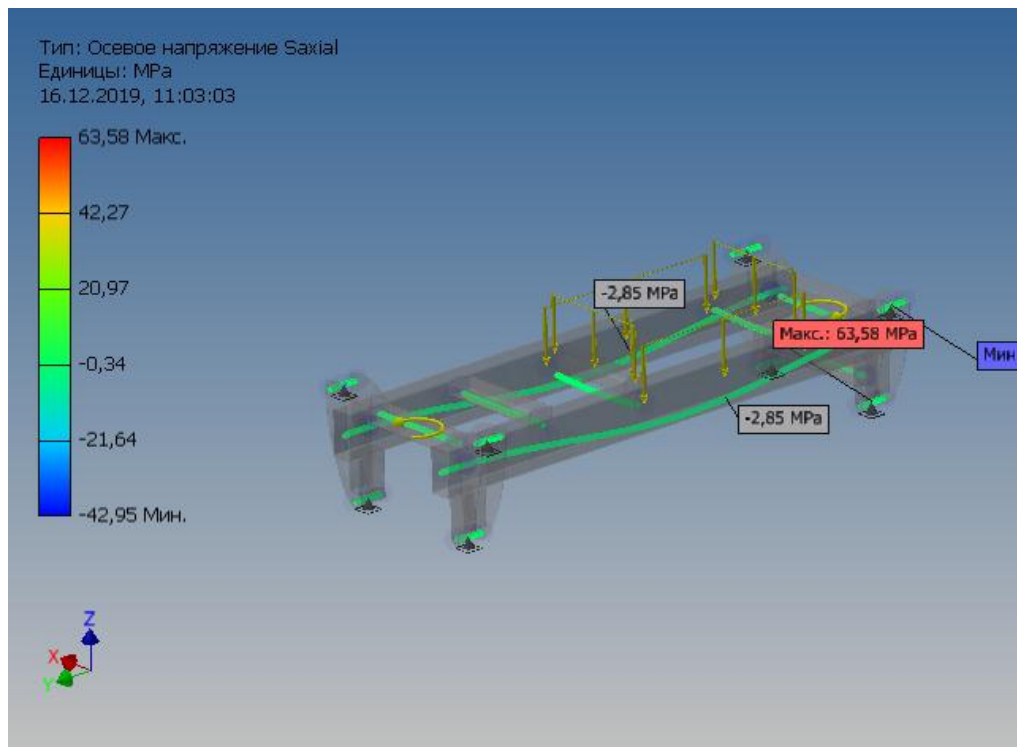 Тип: Осевое напряжение Saxial
Единицы: MPa
16.12.2019, 11:03:03
63,58 Макс.
42,27
20,97
-0,34
-21,64
-42,95 Мин.
-2,85 MPa
Макс.: 63,58 MPa
Мин
-2,85 MPa
Z
X
Y